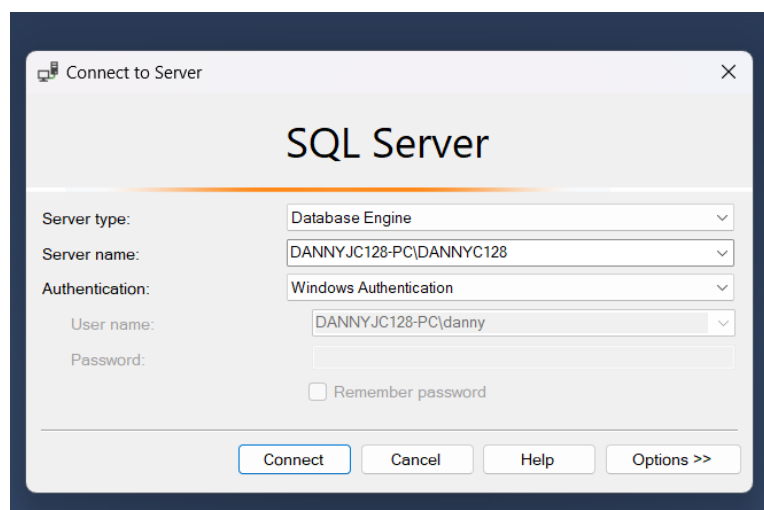 Connect to Server
SQL Server
Server type: Database Engine
Server name: DANNYJC128-PC\DANNYC128
Authentication: Windows Authentication
User name: DANNYJC128-PC\danny
Password:
Remember password
Connect Cancel Help Options >>